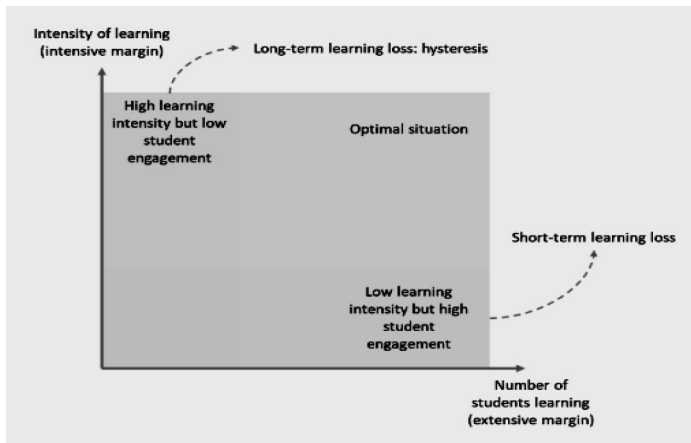 Intensity of learning
(intensive margin)
Long-term learning loss: hysteresis
High learning
intensity but low
student
engagement
Optimal situation
Short-term learning loss
Low learning
intensity but high
student
engagement
Number of
students learning
(extensive margin)